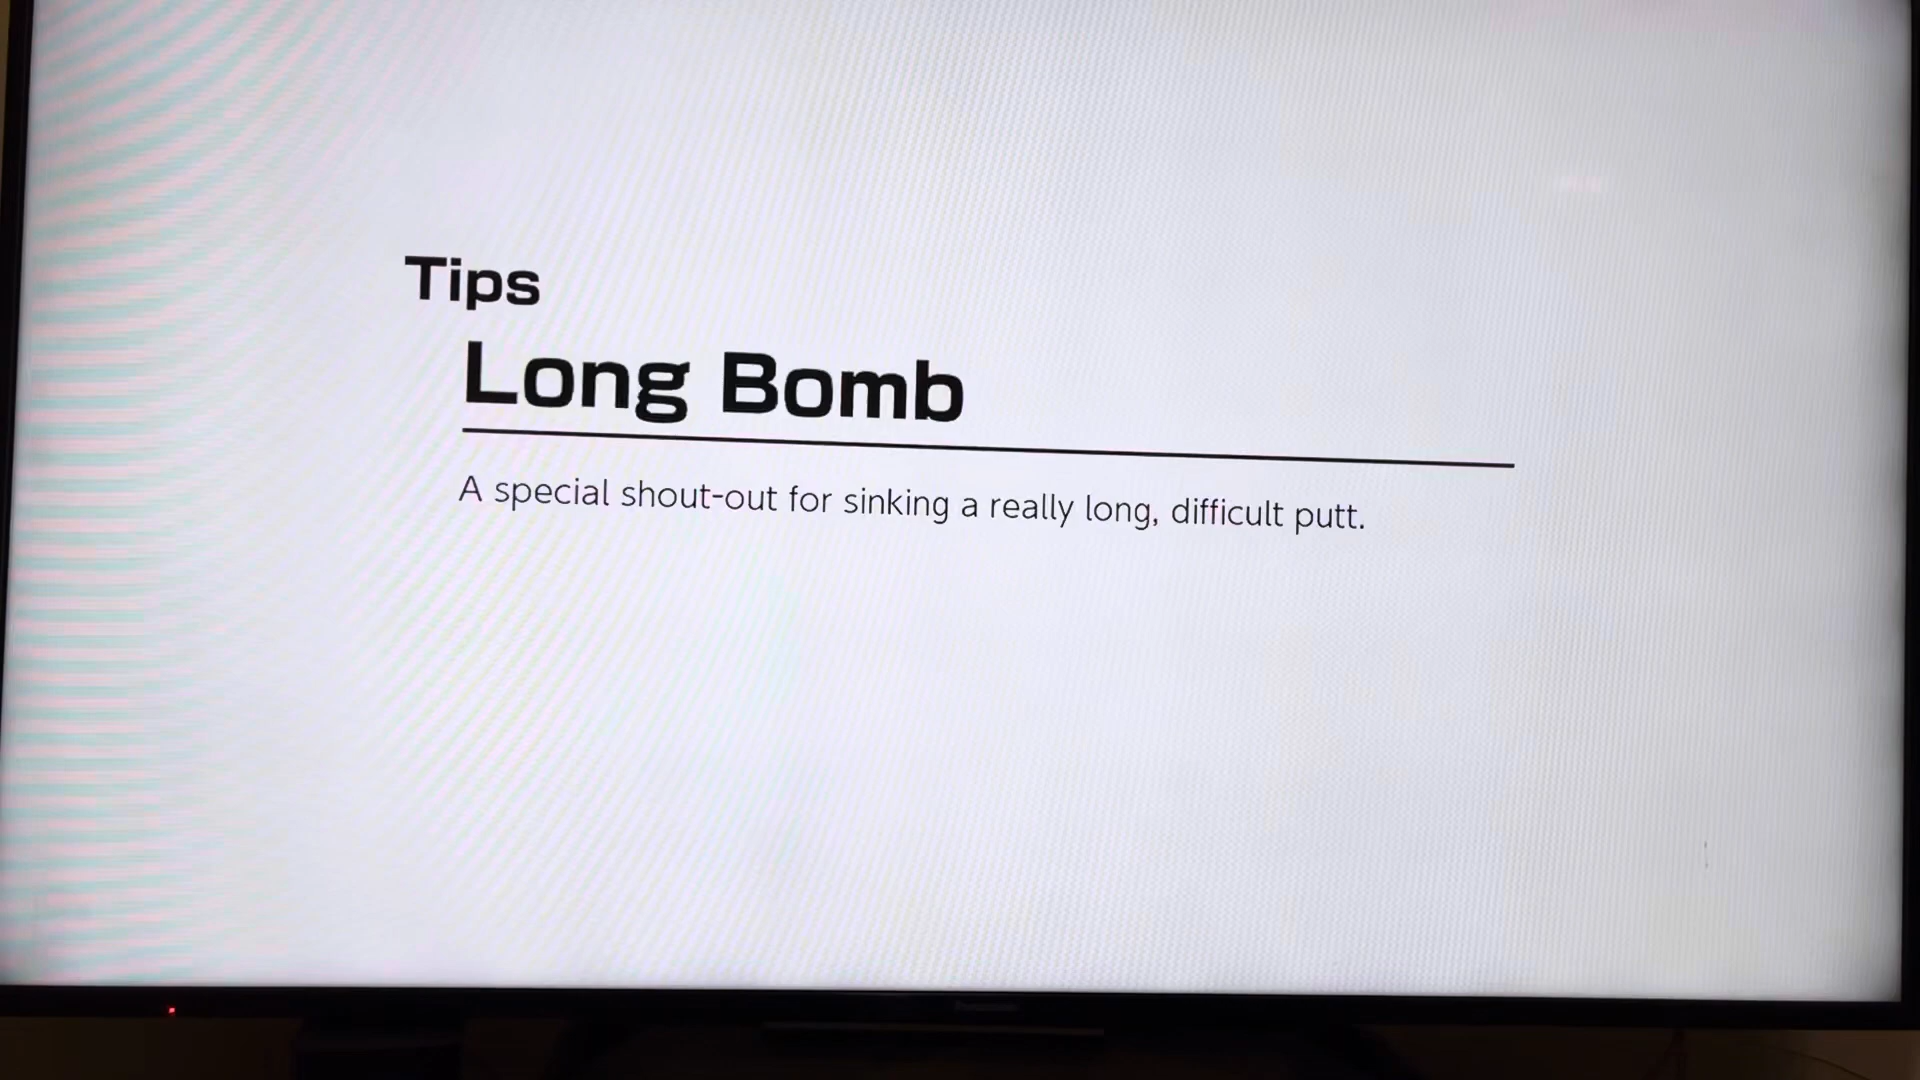 Tips
Long Bomb
A special shout-out for sinking a really long, difficult putt.